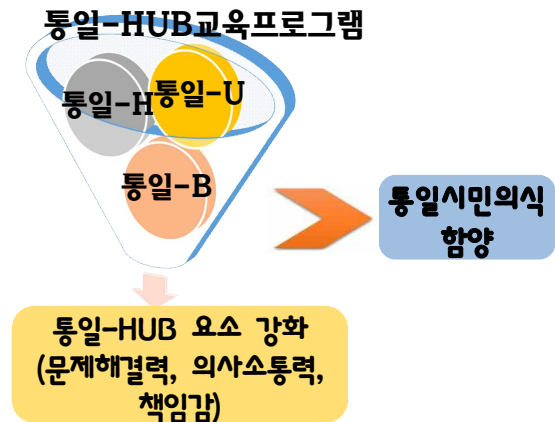 통일-HUB교육프로그램
통일-H
통일-U
통일-B
통일시민의식
함양
통일-HUB 요소 강화
(문제해결력, 의사소통력,
책임감)